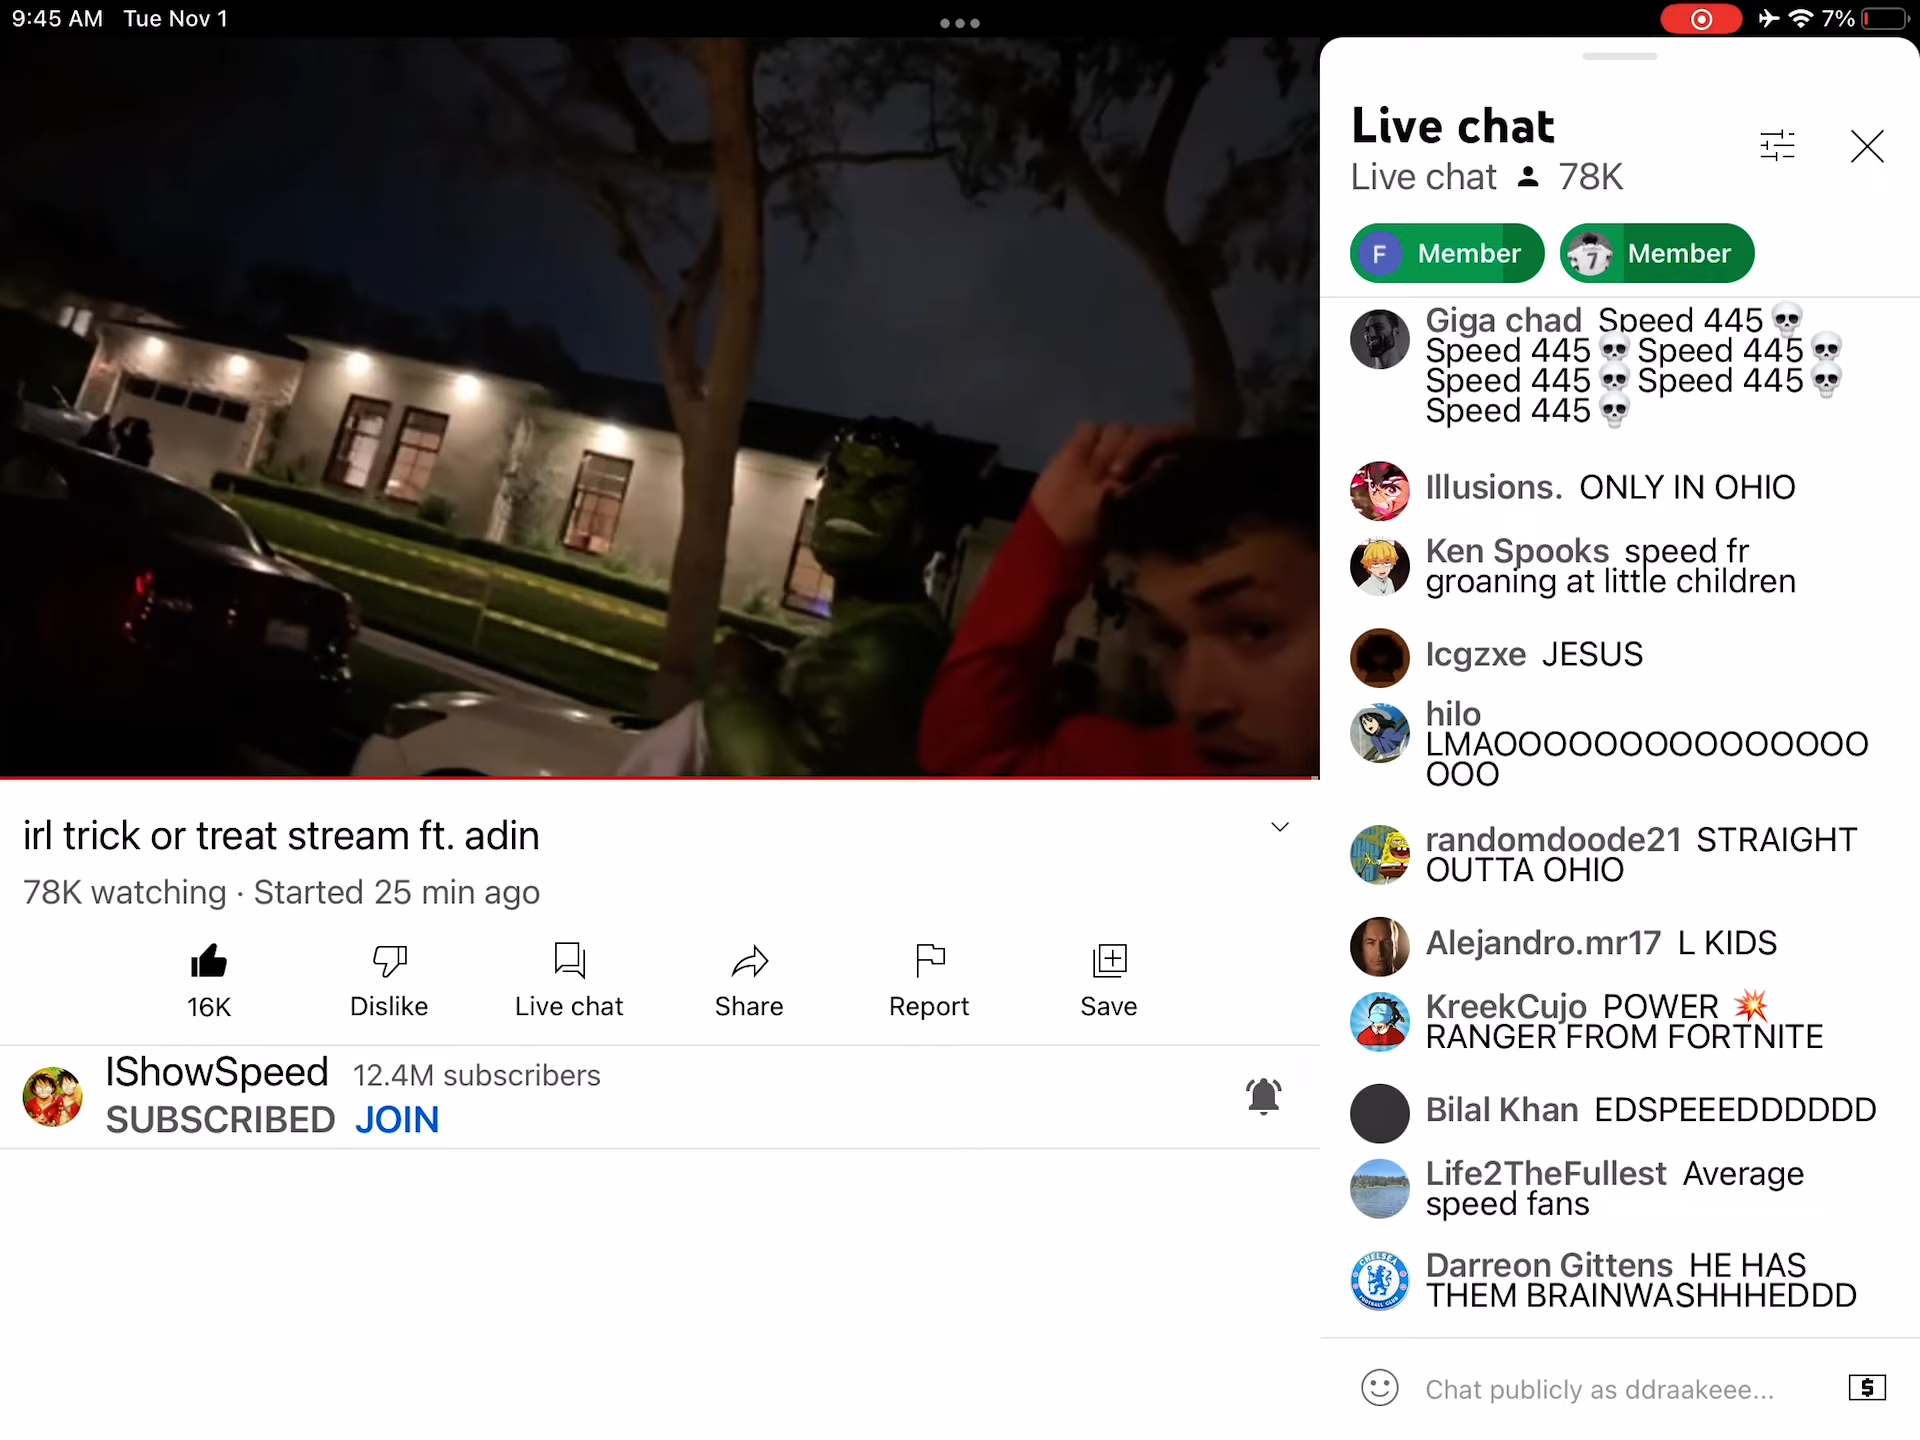 9:45 AM Tue Nov 1
7%
Live chat
Live chat 78K
F Member
7 Member
Giga chad Speed 445💀
Speed 445💀Speed 445💀
Speed 445💀Speed 445💀
Speed 445💀
Illusions. ONLY IN OHIO
Ken Spooks speed fr
groaning at little children
Icgzxe JESUS
hilo
LMAOOOOOOOOOOOOOOO
OOO
randomdoode21 STRAIGHT
OUTTA OHIO
Alejandro.mr17 L KIDS
KreekCujo POWER 💥
RANGER FROM FORTNITE
Bilal Khan EDSPEEEDDDDDD
Life2TheFullest Average
speed fans
Darreon Gittens HE HAS
THEM BRAINWASHHHEDDD
Chat publicly as ddraakeee...
irl trick or treat stream ft. adin
78K watching · Started 25 min ago
16K
Dislike
Live chat
Share
Report
Save
IShowSpeed 12.4M subscribers
SUBSCRIBED JOIN